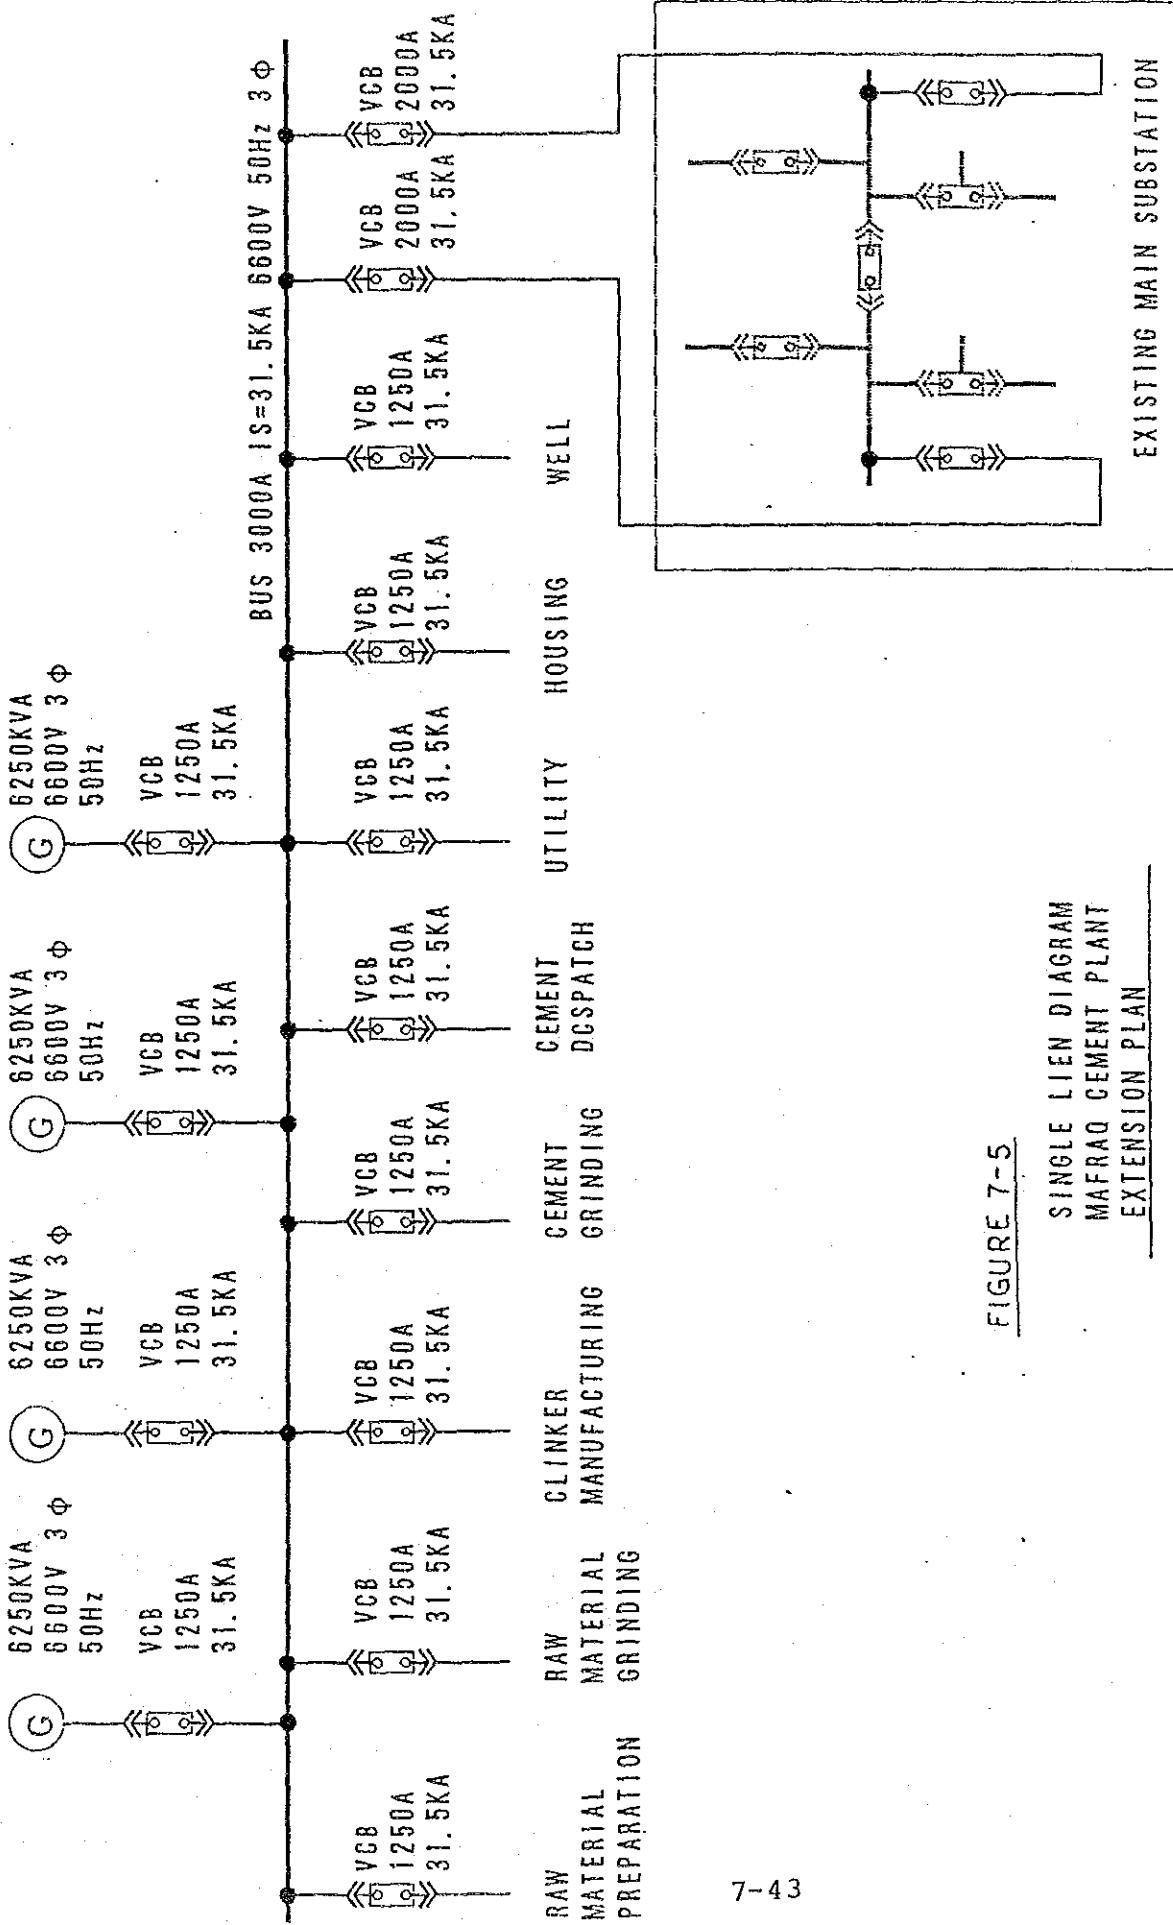 6250KVA
6600V 3Φ
50Hz
G
VCB
1250A
31.5KA
6250KVA
6600V 3Φ
50Hz
G
VCB
1250A
31.5KA
6250KVA
6600V 3Φ
50Hz
G
VCB
1250A
31.5KA
6250KVA
6600V 3Φ
50Hz
G
VCB
1250A
31.5KA
BUS 3000A IS=31.5KA 6600V 50Hz 3Φ
VCB
1250A
31.5KA
RAW
MATERIAL
PREPARATION
VCB
1250A
31.5KA
RAW
MATERIAL
GRINDING
VCB
1250A
31.5KA
CLINKER
MANUFACTURING
VCB
1250A
31.5KA
CEMENT
GRINDING
VCB
1250A
31.5KA
CEMENT
DCSPATCH
VCB
1250A
31.5KA
UTILITY
VCB
1250A
31.5KA
HOUSING
VCB
1250A
31.5KA
WELL
VCB
2000A
31.5KA
VCB
2000A
31.5KA
EXISTING MAIN SUBSTATION
FIGURE 7-5
SINGLE LIEN DIAGRAM
MAFRAQ CEMENT PLANT
EXTENSION PLAN
7-43